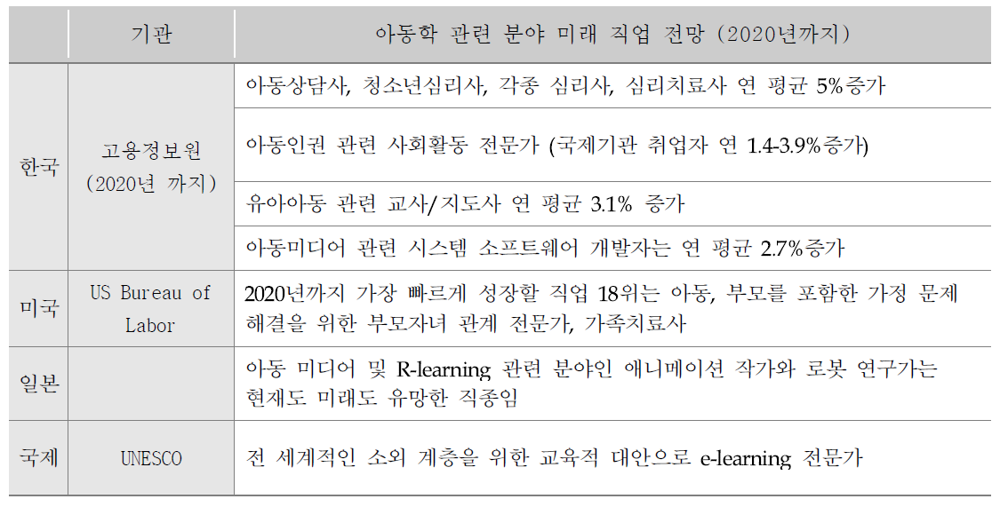 기관
아동학 관련 분야 미래 직업 전망 (2020년까지)
한국
고용정보원
(2020년 까지)
아동상담사, 청소년심리사, 각종 심리사, 심리치료사 연 평균 5%증가
아동인권 관련 사회활동 전문가 (국제기관 취업자 연 1.4-3.9%증가)
유아아동 관련 교사/지도사 연 평균 3.1% 증가
아동미디어 관련 시스템 소프트웨어 개발자는 연 평균 2.7%증가
미국
US Bureau of
Labor
2020년까지 가장 빠르게 성장할 직업 18위는 아동, 부모를 포함한 가정 문제
해결을 위한 부모자녀 관계 전문가, 가족치료사
일본
아동 미디어 및 R-learning 관련 분야인 애니메이션 작가와 로봇 연구가는
현재도 미래도 유망한 직종임
국제
UNESCO
전 세계적인 소외 계층을 위한 교육적 대안으로 e-learning 전문가